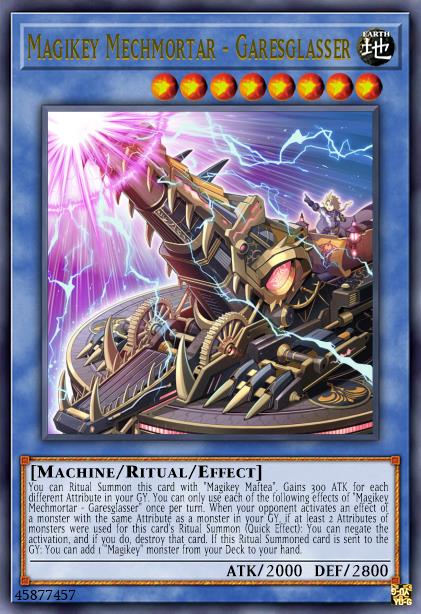 Magikey Mechmortar - Garesglasser
EARTH
地
[Machine/Ritual/Effect]
You can Ritual Summon this card with "Magikey Maftea". Gains 300 ATK for each
different Attribute in your GY. You can only use each of the following effects of "Magikey
Mechmortar - Garesglasser" once per turn. When your opponent activates an effect of
a monster with the same Attribute as a monster in your GY, if at least 2 Attributes of
monsters were used for this card's Ritual Summon (Quick Effect): You can negate the
activation, and if you do, destroy that card. If this Ritual Summoned card is sent to the
GY: You can add 1 "Magikey" monster from your Deck to your hand.
ATK/2000 DEF/2800
45877457